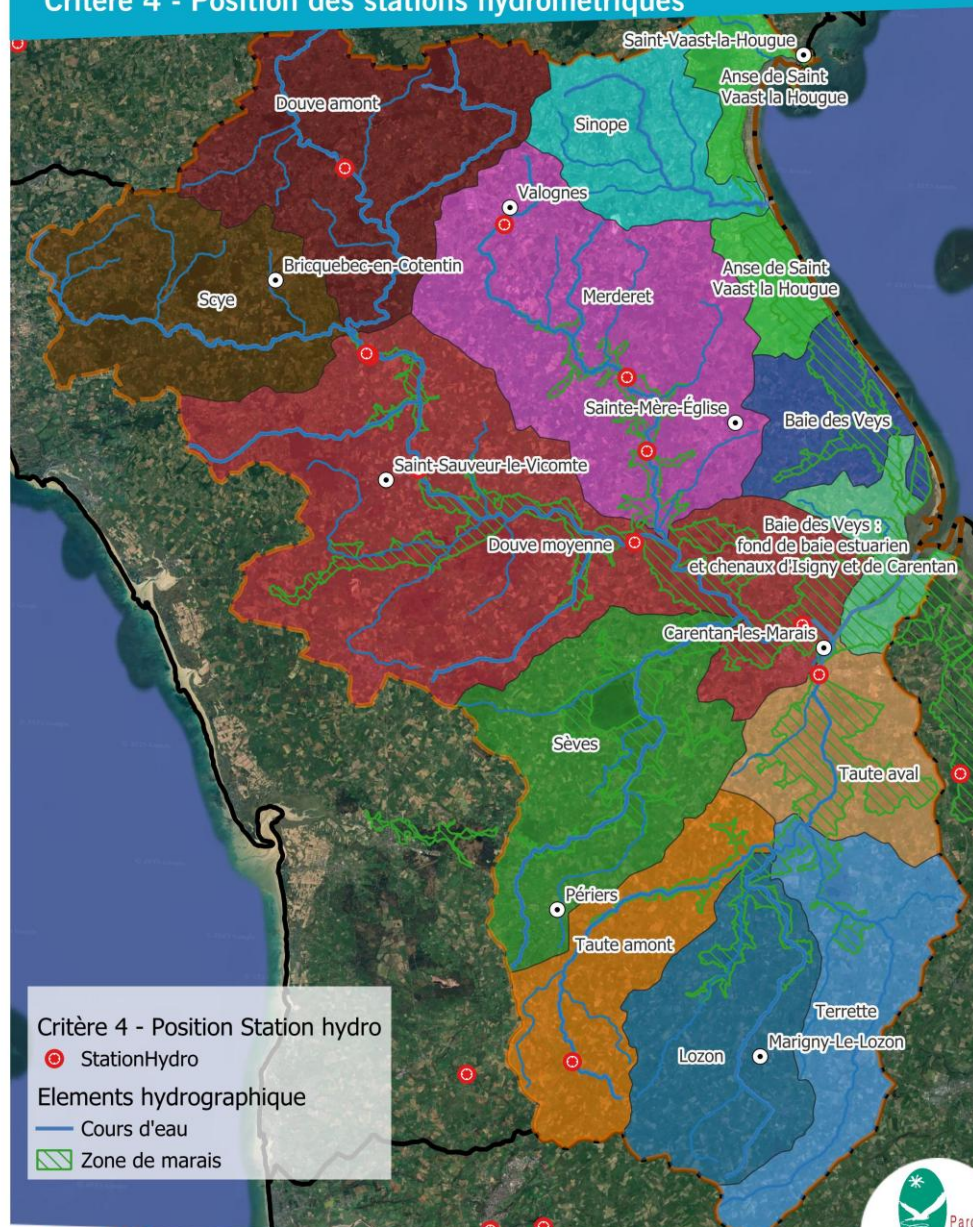 Critère 4 - Position des stations hydrométriques
Saint-Vaast-la-Hougue
Anse de Saint
Vaast la Hougue
Douve amont
Sinope
Valognes
Bricquebec-en-Cotentin
Scye
Merderet
Anse de Saint
Vaast la Hougue
Sainte-Mère-Église
Baie des Veys
Saint-Sauveur-le-Vicomte
Douve moyenne
Baie des Veys :
fond de baie estuarien
et chenaux d'Isigny et de Carentan
Carentan-les-Marais
Sèves
Taute aval
Périers
Taute amont
Terrette
Lozon
Marigny-Le-Lozon
Critère 4 - Position Station hydro
StationHydro
Elements hydrographique
Cours d'eau
Zone de marais
Parc